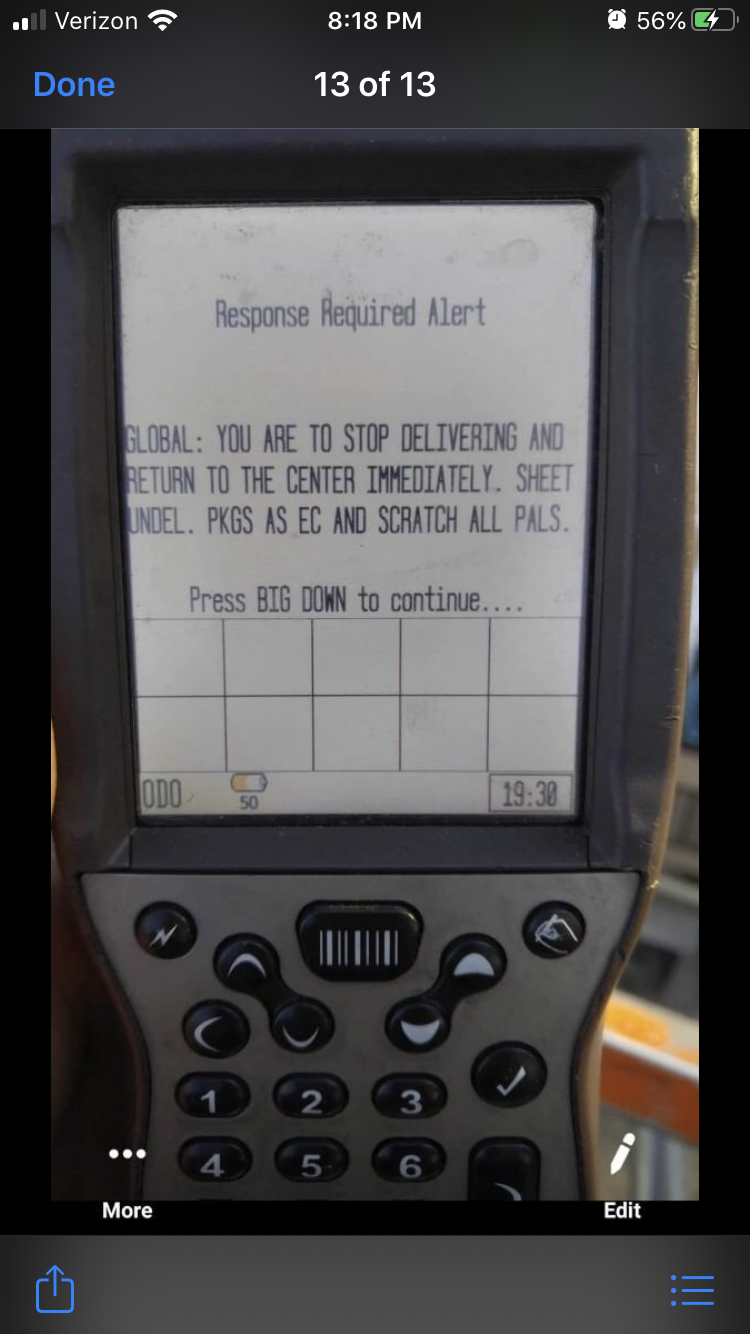 Verizon 8:18 PM 56%
Done 13 of 13
Response Required Alert
GLOBAL: YOU ARE TO STOP DELIVERING AND
RETURN TO THE CENTER IMMEDIATELY. SHEET
UNDEL. PKGS AS EC AND SCRATCH ALL PALS.
Press BIG DOWN to continue....
ODO 50 19:30
1 2 3
4 5 6
More Edit